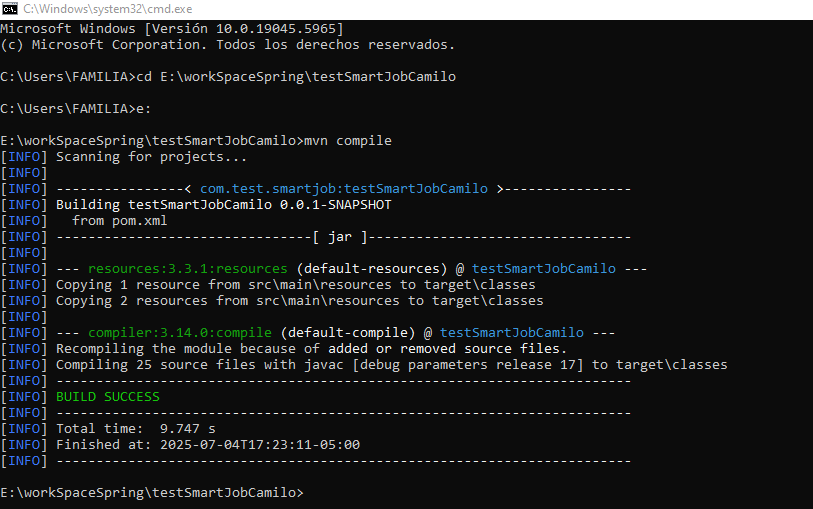 C:\Windows\system32\cmd.exe
Microsoft Windows [Versión 10.0.19045.5965]
(c) Microsoft Corporation. Todos los derechos reservados.
C:\Users\FAMILIA>cd E:\workSpaceSpring\testSmartJobCamilo
C:\Users\FAMILIA>e:
E:\workSpaceSpring\testSmartJobCamilo>mvn compile
[INFO] Scanning for projects...
[INFO]
[INFO] ----------------< com.test.smartjob:testSmartJobCamilo >----------------
[INFO] Building testSmartJobCamilo 0.0.1-SNAPSHOT
[INFO]   from pom.xml
[INFO] --------------------------------[ jar ]---------------------------------
[INFO]
[INFO] --- resources:3.3.1:resources (default-resources) @ testSmartJobCamilo ---
[INFO] Copying 1 resource from src\main\resources to target\classes
[INFO] Copying 2 resources from src\main\resources to target\classes
[INFO]
[INFO] --- compiler:3.14.0:compile (default-compile) @ testSmartJobCamilo ---
[INFO] Recompiling the module because of added or removed source files.
[INFO] Compiling 25 source files with javac [debug parameters release 17] to target\classes
[INFO] ------------------------------------------------------------------------
[INFO] BUILD SUCCESS
[INFO] ------------------------------------------------------------------------
[INFO] Total time:  9.747 s
[INFO] Finished at: 2025-07-04T17:23:11-05:00
[INFO] ------------------------------------------------------------------------
E:\workSpaceSpring\testSmartJobCamilo>